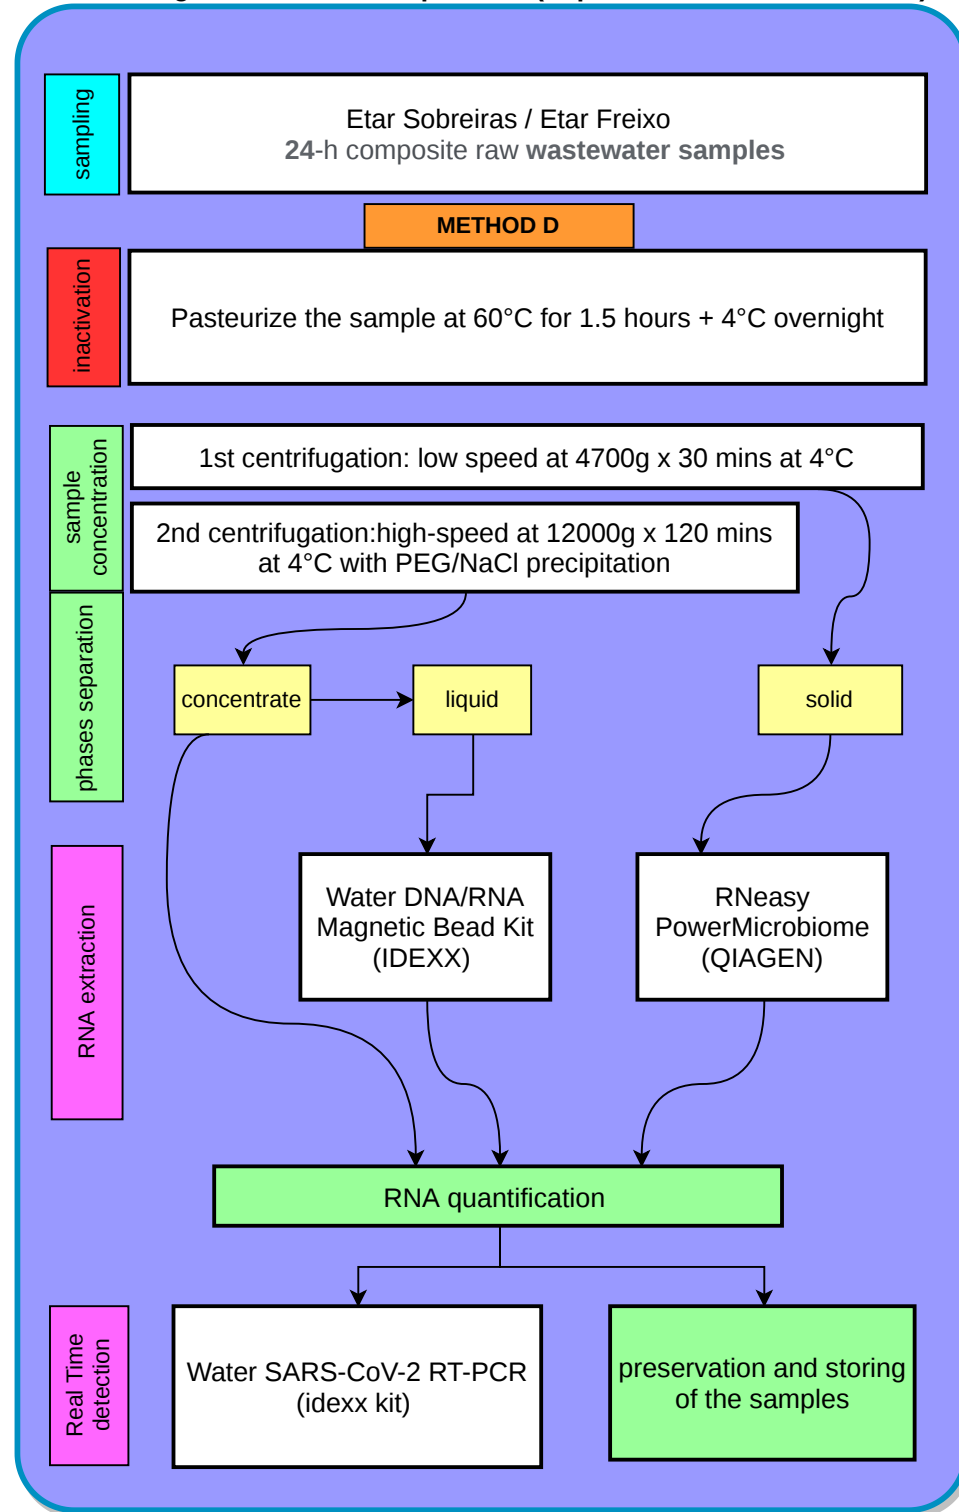 sampling
Etar Sobreiras / Etar Freixo
24-h composite raw wastewater samples
METHOD D
inactivation
Pasteurize the sample at 60°C for 1.5 hours + 4°C overnight
sample
concentration
1st centrifugation: low speed at 4700g x 30 mins at 4°C
2nd centrifugation:high-speed at 12000g x 120 mins
at 4°C with PEG/NaCl precipitation
phases separation
concentrate
liquid
solid
RNA extraction
Water DNA/RNA
Magnetic Bead Kit
(IDEXX)
RNeasy
PowerMicrobiome
(QIAGEN)
RNA quantification
Real Time
detection
Water SARS-CoV-2 RT-PCR
(idexx kit)
preservation and storing
of the samples